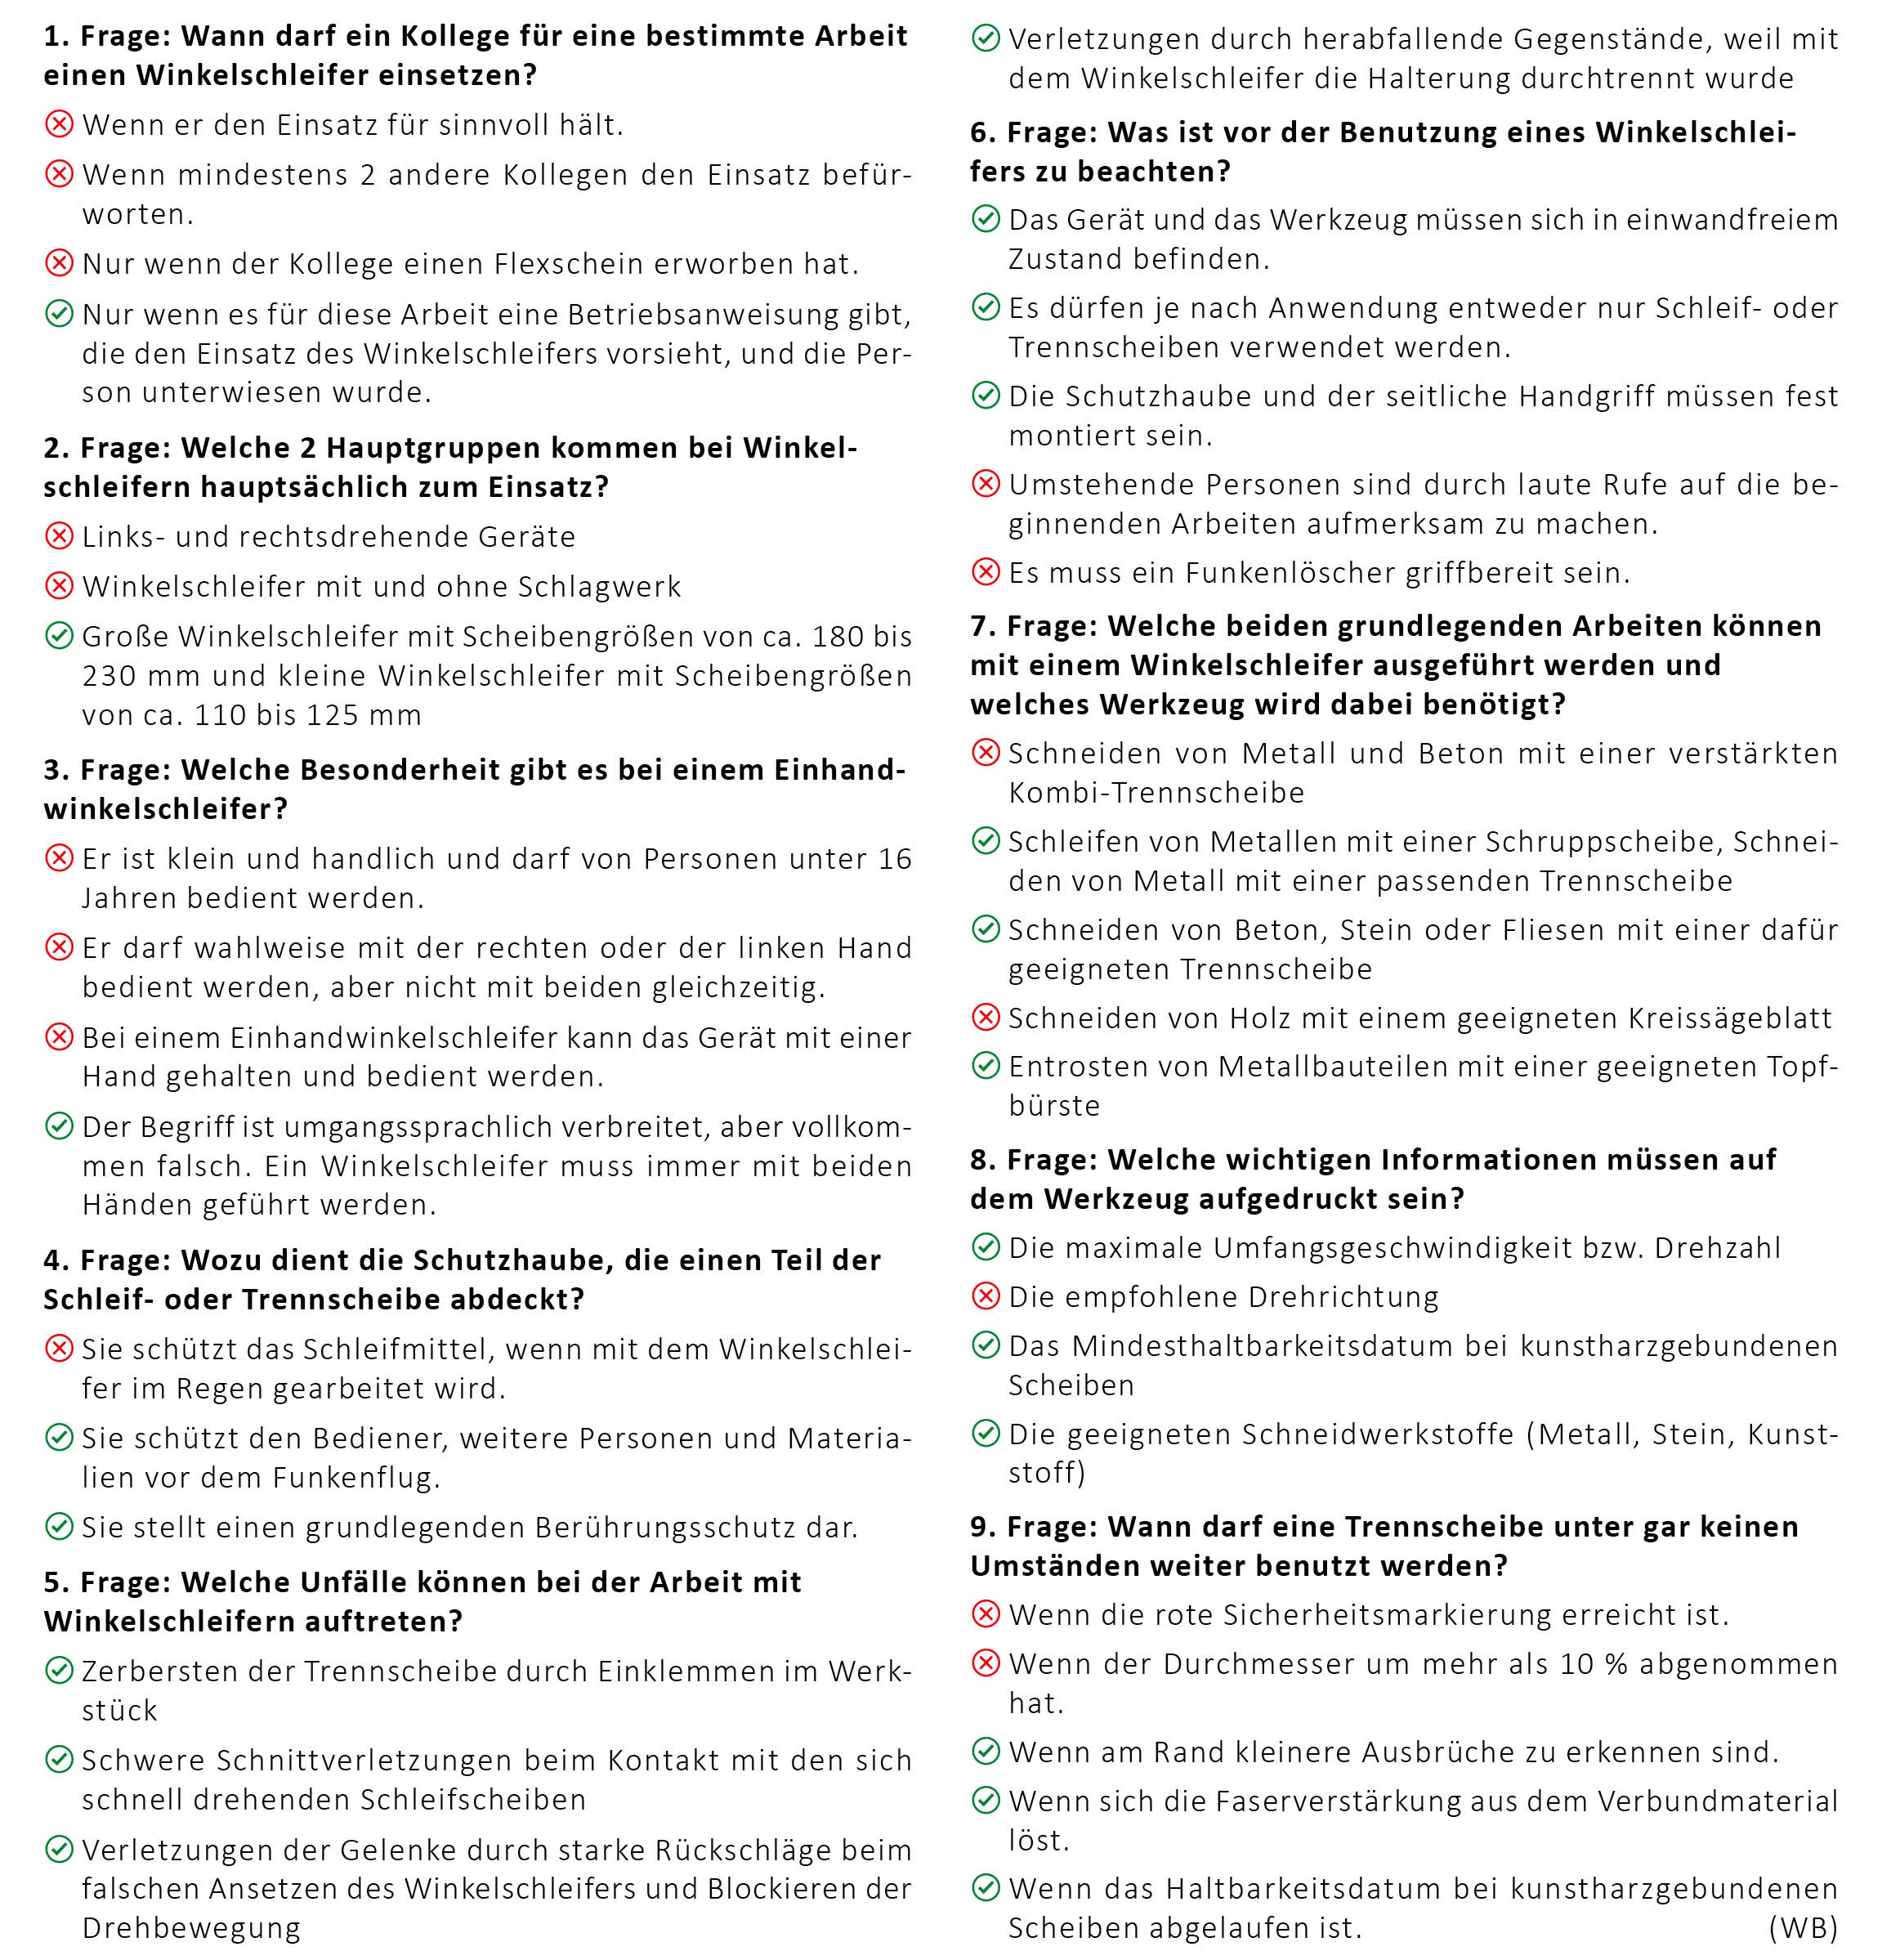 1. Frage: Wann darf ein Kollege für eine bestimmte Arbeit
einen Winkelschleifer einsetzen?
Wenn er den Einsatz für sinnvoll hält.
Wenn mindestens 2 andere Kollegen den Einsatz befür-
worten.
Nur wenn der Kollege einen Flexschein erworben hat.
Nur wenn es für diese Arbeit eine Betriebsanweisung gibt,
die den Einsatz des Winkelschleifers vorsieht, und die Per-
son unterwiesen wurde.
2. Frage: Welche 2 Hauptgruppen kommen bei Winkel-
schleifern hauptsächlich zum Einsatz?
Links- und rechtsdrehende Geräte
Winkelschleifer mit und ohne Schlagwerk
Große Winkelschleifer mit Scheibengrößen von ca. 180 bis
230 mm und kleine Winkelschleifer mit Scheibengrößen
von ca. 110 bis 125 mm
3. Frage: Welche Besonderheit gibt es bei einem Einhand-
winkelschleifer?
Er ist klein und handlich und darf von Personen unter 16
Jahren bedient werden.
Er darf wahlweise mit der rechten oder der linken Hand
bedient werden, aber nicht mit beiden gleichzeitig.
Bei einem Einhandwinkelschleifer kann das Gerät mit einer
Hand gehalten und bedient werden.
Der Begriff ist umgangssprachlich verbreitet, aber vollkom-
men falsch. Ein Winkelschleifer muss immer mit beiden
Händen geführt werden.
4. Frage: Wozu dient die Schutzhaube, die einen Teil der
Schleif- oder Trennscheibe abdeckt?
Sie schützt das Schleifmittel, wenn mit dem Winkelschlei-
fer im Regen gearbeitet wird.
Sie schützt den Bediener, weitere Personen und Materia-
lien vor dem Funkenflug.
Sie stellt einen grundlegenden Berührungsschutz dar.
5. Frage: Welche Unfälle können bei der Arbeit mit
Winkelschleifern auftreten?
Zerbersten der Trennscheibe durch Einklemmen im Werk-
stück
Schwere Schnittverletzungen beim Kontakt mit den sich
schnell drehenden Schleifscheiben
Verletzungen der Gelenke durch starke Rückschläge beim
falschen Ansetzen des Winkelschleifers und Blockieren der
Drehbewegung
Verletzungen durch herabfallende Gegenstände, weil mit
dem Winkelschleifer die Halterung durchtrennt wurde
6. Frage: Was ist vor der Benutzung eines Winkelschlei-
fers zu beachten?
Das Gerät und das Werkzeug müssen sich in einwandfreiem
Zustand befinden.
Es dürfen je nach Anwendung entweder nur Schleif- oder
Trennscheiben verwendet werden.
Die Schutzhaube und der seitliche Handgriff müssen fest
montiert sein.
Umstehende Personen sind durch laute Rufe auf die be-
ginnenden Arbeiten aufmerksam zu machen.
Es muss ein Funkenlöscher griffbereit sein.
7. Frage: Welche beiden grundlegenden Arbeiten können
mit einem Winkelschleifer ausgeführt werden und
welches Werkzeug wird dabei benötigt?
Schneiden von Metall und Beton mit einer verstärkten
Kombi-Trennscheibe
Schleifen von Metallen mit einer Schruppscheibe, Schnei-
den von Metall mit einer passenden Trennscheibe
Schneiden von Beton, Stein oder Fliesen mit einer dafür
geeigneten Trennscheibe
Schneiden von Holz mit einem geeigneten Kreissägeblatt
Entrosten von Metallbauteilen mit einer geeigneten Topf-
bürste
8. Frage: Welche wichtigen Informationen müssen auf
dem Werkzeug aufgedruckt sein?
Die maximale Umfangsgeschwindigkeit bzw. Drehzahl
Die empfohlene Drehrichtung
Das Mindesthaltbarkeitsdatum bei kunstharzgebundenen
Scheiben
Die geeigneten Schneidwerkstoffe (Metall, Stein, Kunst-
stoff)
9. Frage: Wann darf eine Trennscheibe unter gar keinen
Umständen weiter benutzt werden?
Wenn die rote Sicherheitsmarkierung erreicht ist.
Wenn der Durchmesser um mehr als 10 % abgenommen
hat.
Wenn am Rand kleinere Ausbrüche zu erkennen sind.
Wenn sich die Faserverstärkung aus dem Verbundmaterial
löst.
Wenn das Haltbarkeitsdatum bei kunstharzgebundenen
Scheiben abgelaufen ist. (WB)